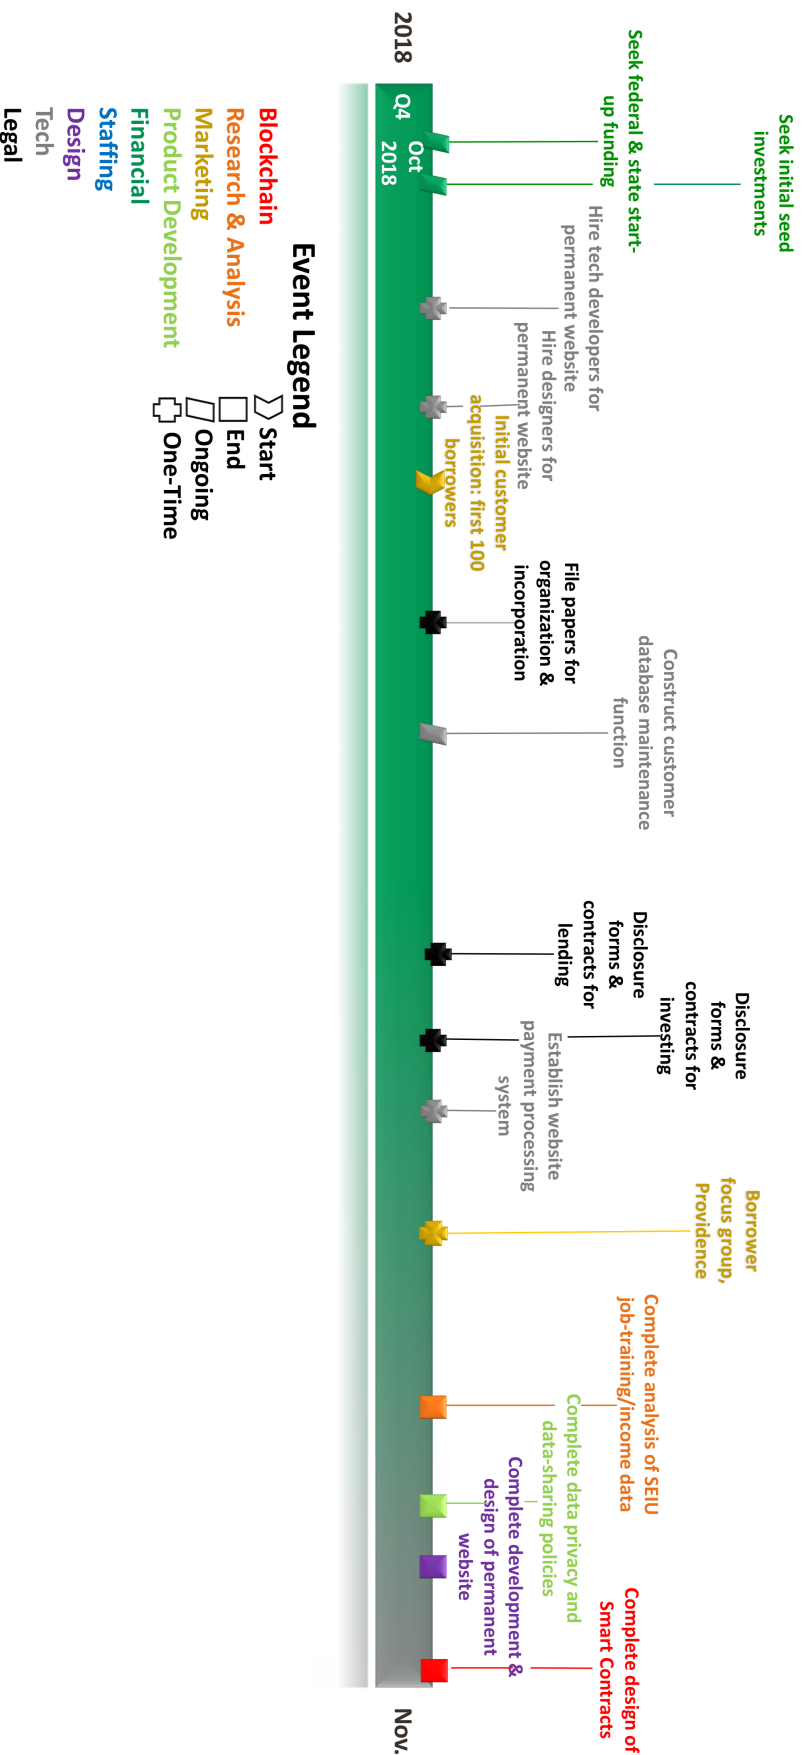 Seek initial seed
investments
Seek federal & state start-
up funding
Hire tech developers for
permanent website
Hire designers for
permanent website
Initial customer
acquisition: first 100
borrowers
File papers for
organization &
incorporation
Construct customer
database maintenance
function
Disclosure
forms &
contracts for
lending
Disclosure
forms &
contracts for
investing
Establish website
payment processing
system
Borrower
focus group,
Providence
Complete analysis of SEIU
job-training/income data
Complete data privacy and
data-sharing policies
Complete development &
design of permanent
website
Complete design of
Smart Contracts
2018
Q4
Oct
2018
Nov.
Event Legend
Blockchain
Research & Analysis
Marketing
Product Development
Financial
Staffing
Design
Tech
Legal
Start
End
Ongoing
One-Time